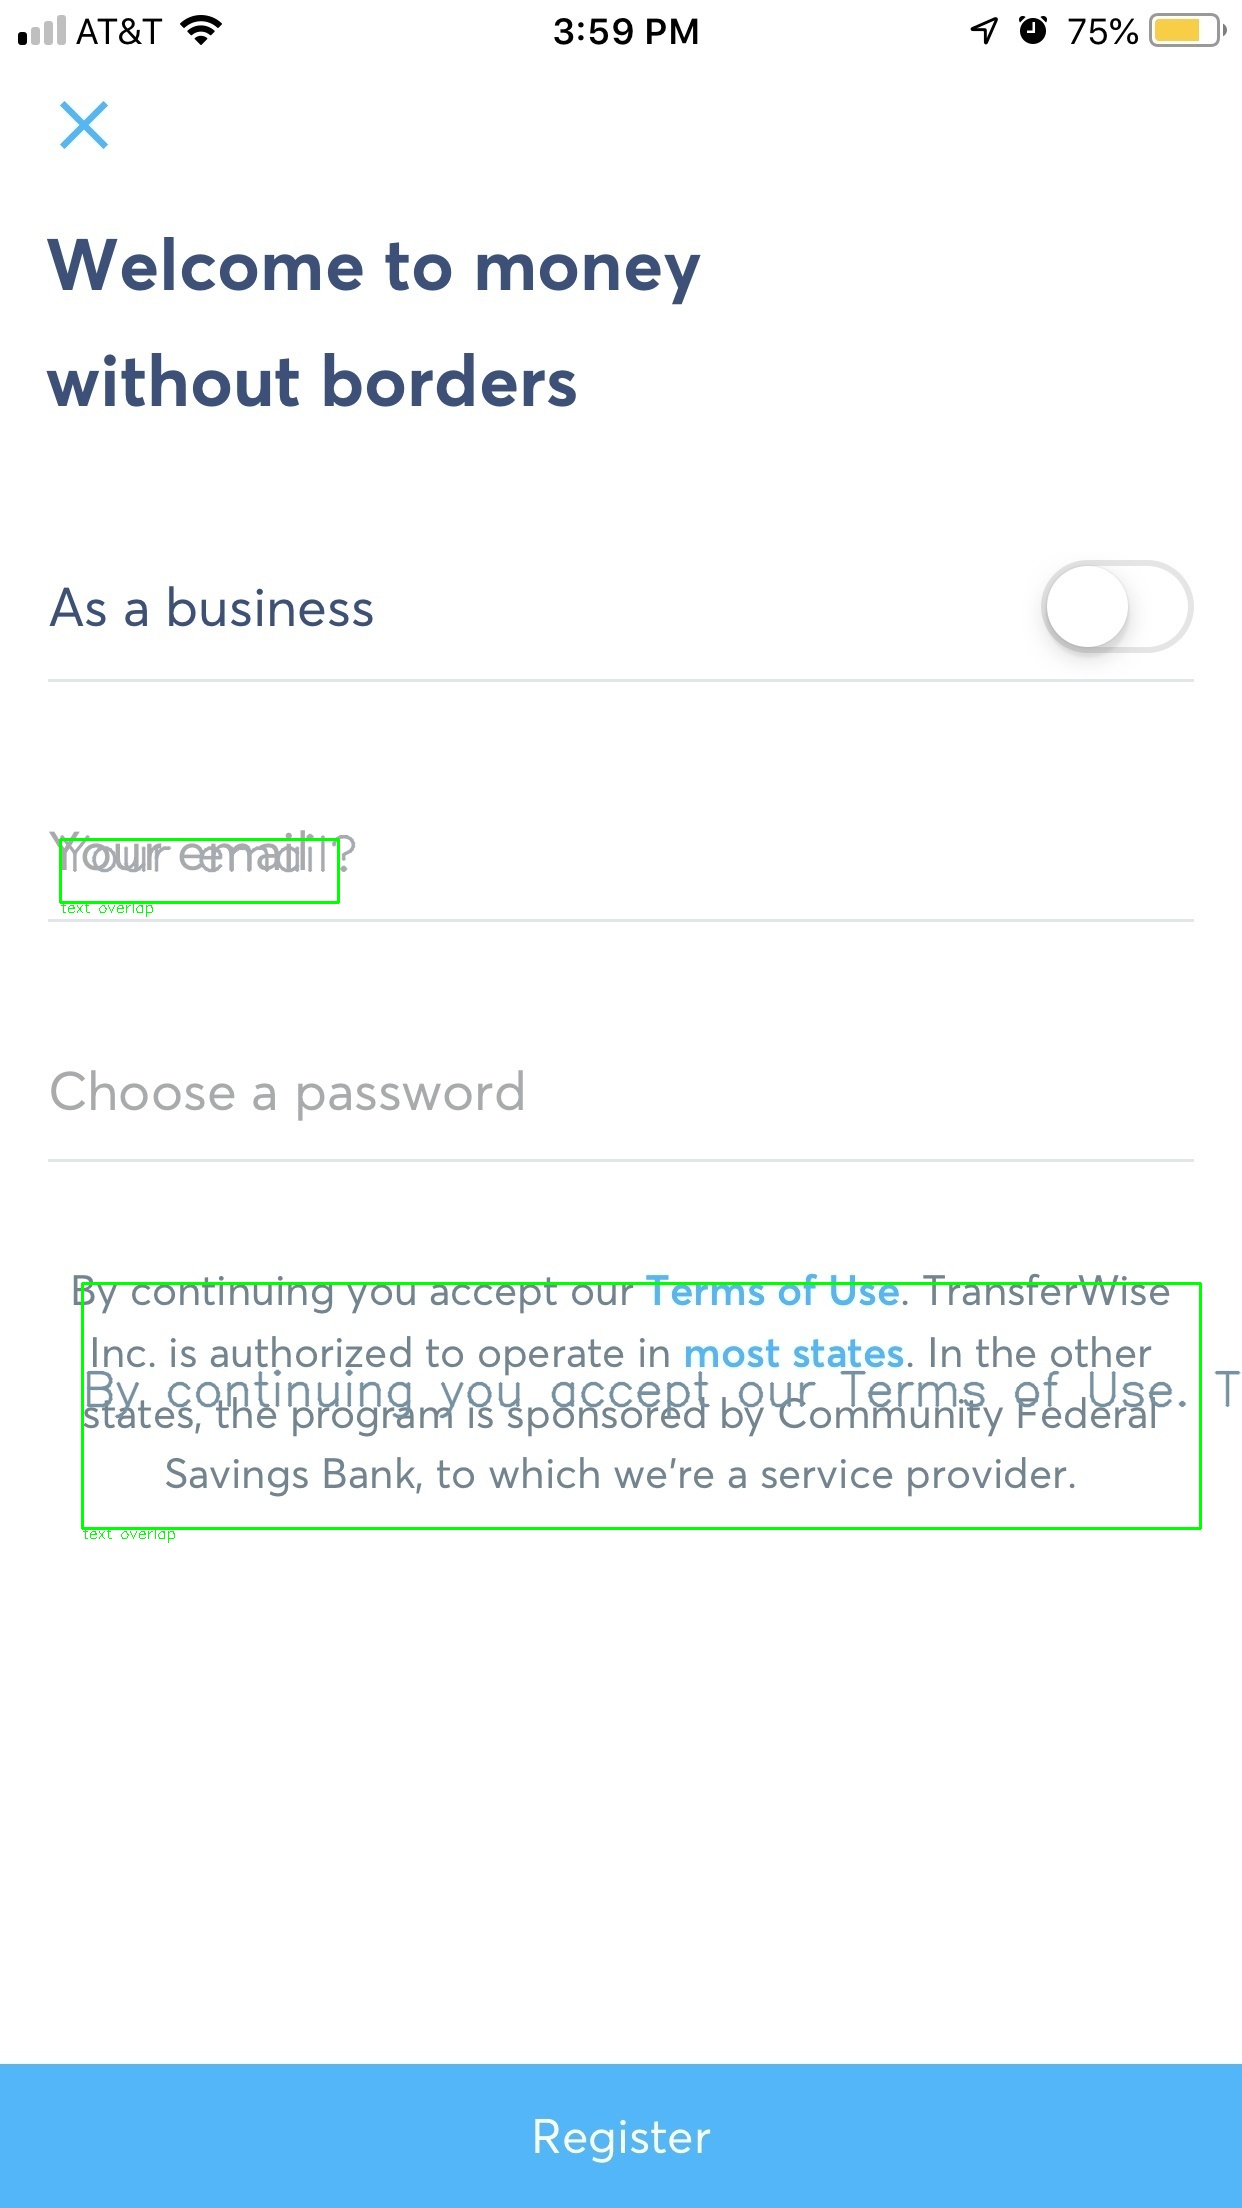 AT&T 3:59 PM 75%
Welcome to money
without borders
As a business
Your email
Your email?
text overlap
Choose a password
By continuing you accept our Terms of Use. TransferWise
Inc. is authorized to operate in most states. In the other
By continuing you accept our Terms of Use. T
states, the program is sponsored by Community Federal
Savings Bank, to which we're a service provider.
text overlap
Register